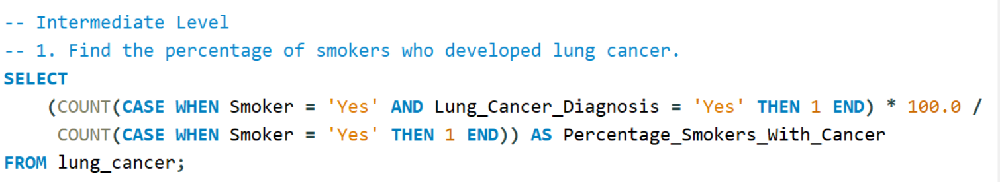 -- Intermediate Level
-- 1. Find the percentage of smokers who developed lung cancer.
SELECT
(COUNT(CASE WHEN Smoker = 'Yes' AND Lung_Cancer_Diagnosis = 'Yes' THEN 1 END) * 100.0 /
COUNT(CASE WHEN Smoker = 'Yes' THEN 1 END)) AS Percentage_Smokers_With_Cancer
FROM lung_cancer;